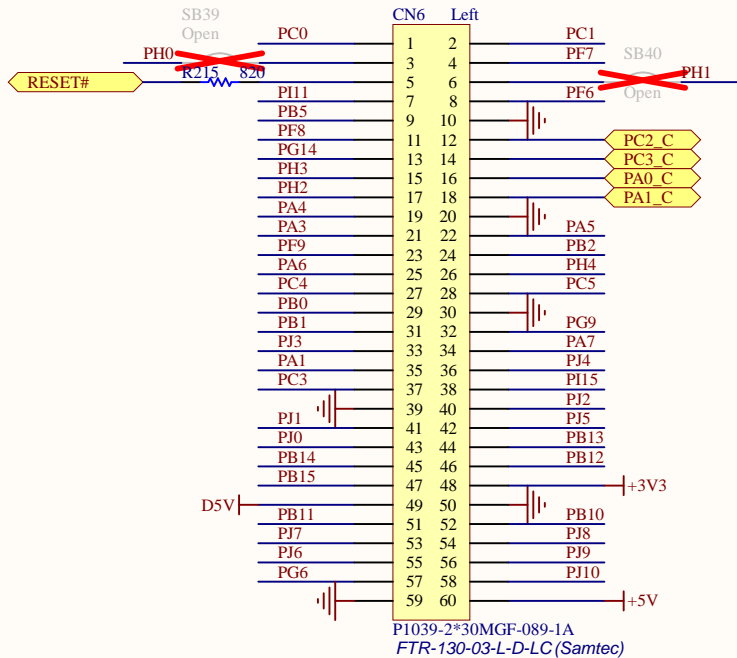 SB39
Open
CN6 Left
PC0 1 2 PC1
PH0 3 4 PF7 SB40
RESET# R215 820 5 6 PH1
Open
PI11 7 8 PF6
PB5 9 10
PF8 11 12 PC2_C
PG14 13 14 PC3_C
PH3 15 16 PA0_C
PH2 17 18 PA1_C
PA4 19 20
PA3 21 22 PA5
PF9 23 24 PB2
PA6 25 26 PH4
PC4 27 28 PC5
PB0 29 30
PB1 31 32 PG9
PJ3 33 34 PA7
PA1 35 36 PJ4
PC3 37 38 PI15
39 40 PJ2
PJ1 41 42 PJ5
PJ0 43 44 PB13
PB14 45 46 PB12
PB15 47 48 +3V3
D5V 49 50
PB11 51 52 PB10
PJ7 53 54 PJ8
PJ6 55 56 PJ9
PG6 57 58 PJ10
59 60 +5V
P1039-2*30MGF-089-1A
FTR-130-03-L-D-LC(Samtec)